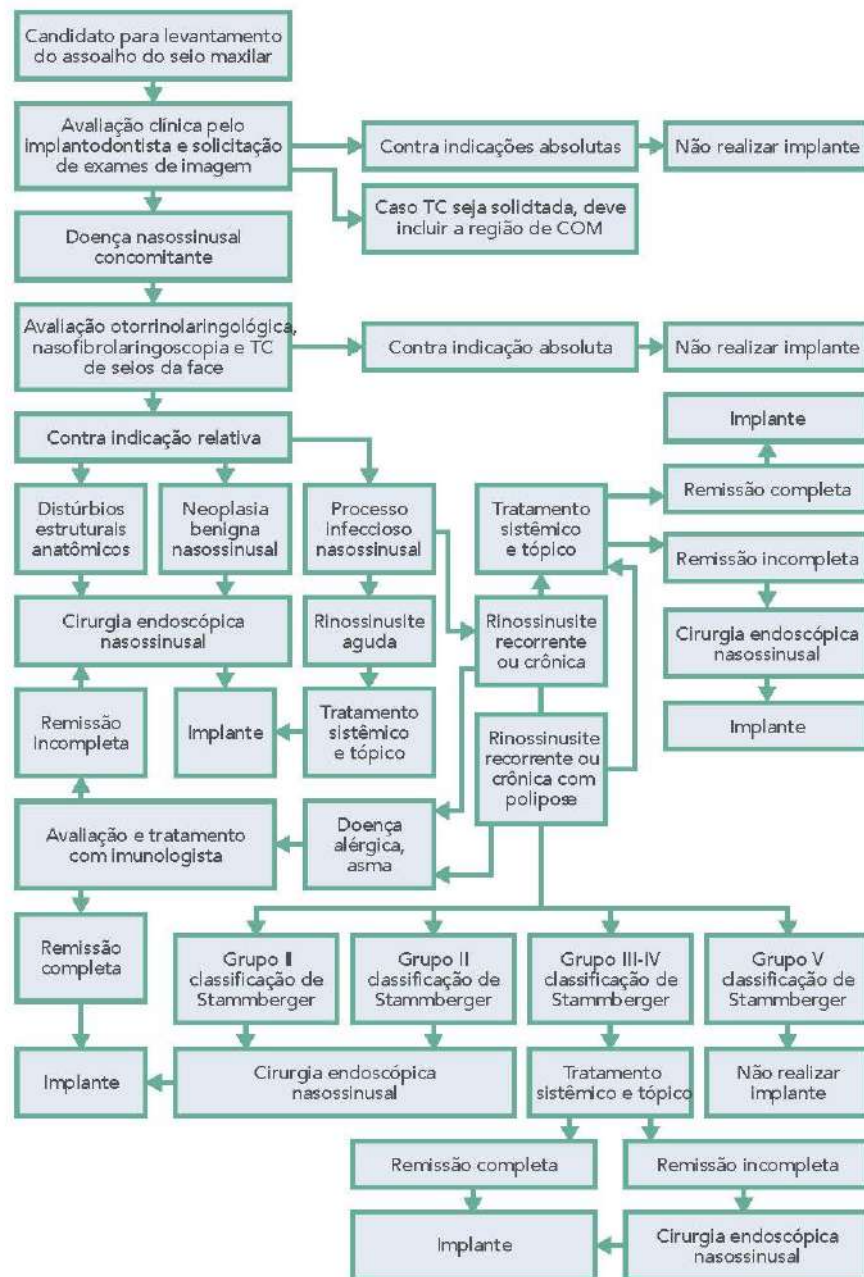 Candidato para levantamento
do assoalho do seio maxilar
Avaliação clínica pelo
implantodontista e solicitação
de exames de imagem
Contra indicações absolutas
Não realizar implante
Caso TC seja solicitada, deve
incluir a região de COM
Doença nasossinusal
concomitante
Avaliação otorrinolaringológica,
nasofibrolaringoscopia e TC
de seios da face
Contra indicação absoluta
Não realizar implante
Contra indicação relativa
Implante
Distúrbios
estruturais
anatômicos
Neoplasia
benigna
nasossinusal
Processo
infeccioso
nasossinusal
Tratamento
sistêmico
e tópico
Remissão completa
Remissão incompleta
Cirurgia endoscópica
nasossinusal
Rinossinusite
aguda
Rinossinusite
recorrente
ou crônica
Cirurgia endoscópica
nasossinusal
Implante
Remissão
Incompleta
Implante
Tratamento
sistêmico
e tópico
Rinossinusite
recorrente ou
crônica com
polipose
Avaliação e tratamento
com imunologista
Doença
alérgica,
asma
Remissão
completa
Grupo II
classificação de
Stammberger
Grupo II
classificação de
Stammberger
Grupo III-IV
classificação de
Stammberger
Grupo V
classificação de
Stammberger
Implante
Cirurgia endoscópica
nasossinusal
Tratamento
sistêmico e tópico
Não realizar
implante
Remissão completa
Remissão incompleta
Implante
Cirurgia endoscópica
nasossinusal